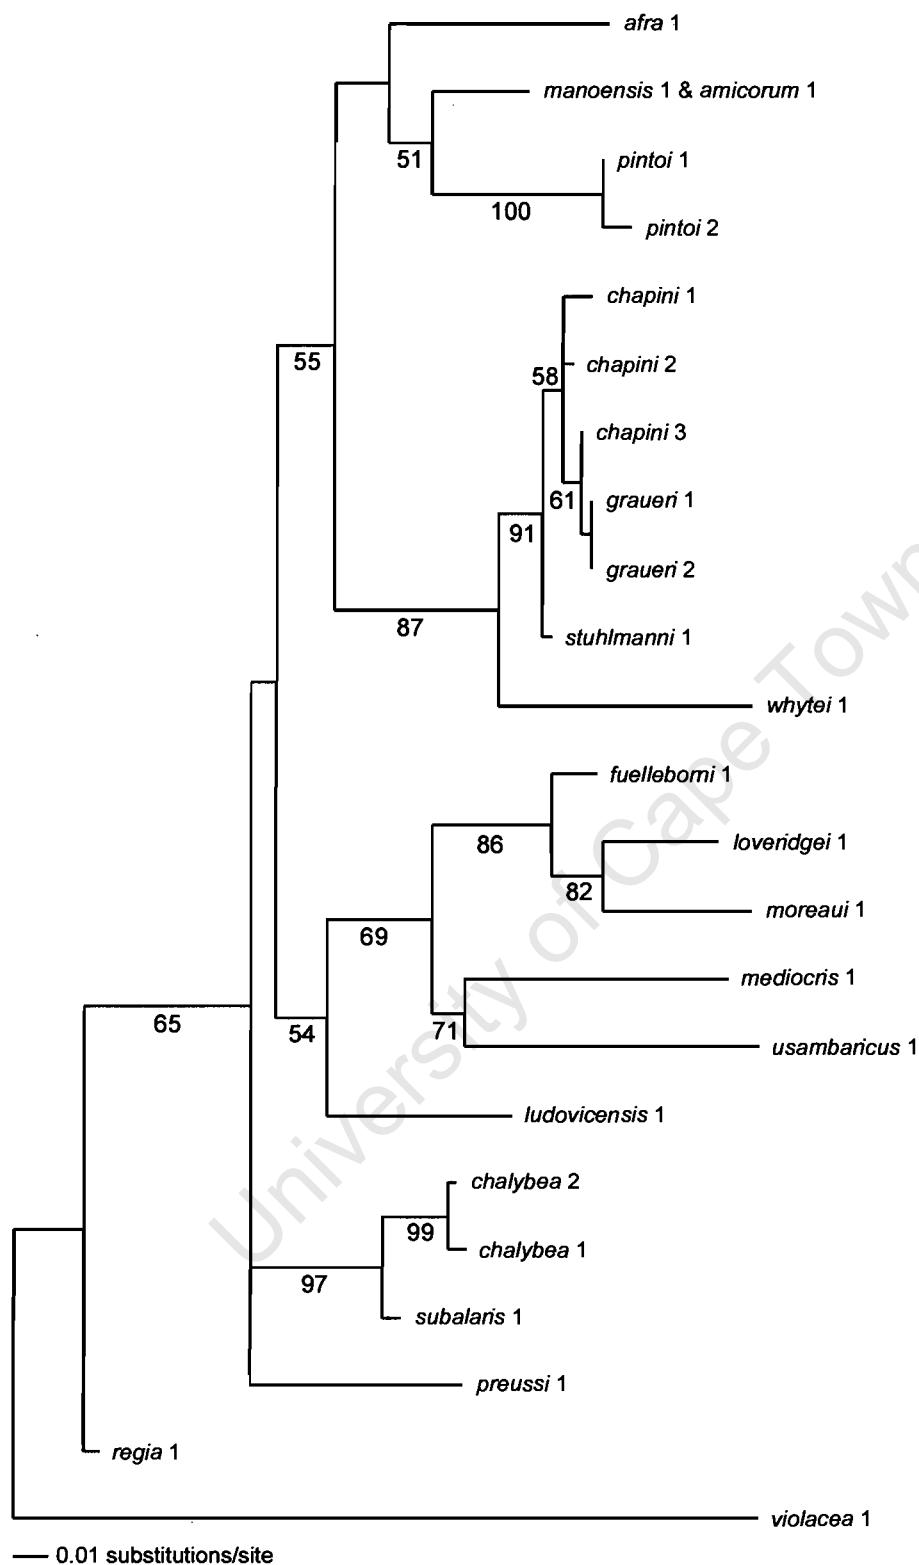 afra 1
manoensis 1 & amicorum 1
51
pintoi 1
100
pintoi 2
chapini 1
55
chapini 2
58
chapini 3
61
graueri 1
91
graueri 2
87
stuhlmanni 1
whytei 1
fuelleborni 1
86
loveridgei 1
82
moreaui 1
69
mediocris 1
65
54
71
usambaricus 1
ludovicensis 1
chalybea 2
99
chalybea 1
97
subalaris 1
preussi 1
regia 1
violacea 1
0.01 substitutions/site
University of Cape Town